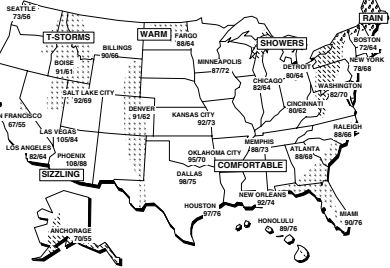 SEATTLE
73/56
RAIN
T-STORMS
WARM
FARGO
88/64
SHOWERS
BOSTON
72/64
BILLINGS
90/66
NEW YORK
78/68
BOISE
91/61
MINNEAPOLIS
87/72
DETROIT
80/64
CHICAGO
82/64
WASHINGTON
82/70
SALT LAKE CITY
92/69
DENVER
91/62
CINCINNATI
80/62
N FRANCISCO
67/55
KANSAS CITY
92/73
RALEIGH
88/66
LAS VEGAS
105/84
LOS ANGELES
82/64
PHOENIX
108/88
OKLAHOMA CITY
95/70
MEMPHIS
88/73
ATLANTA
88/68
SIZZLING
DALLAS
98/75
COMFORTABLE
HOUSTON
97/76
NEW ORLEANS
92/74
MIAMI
90/76
ANCHORAGE
70/55
HONOLULU
89/76